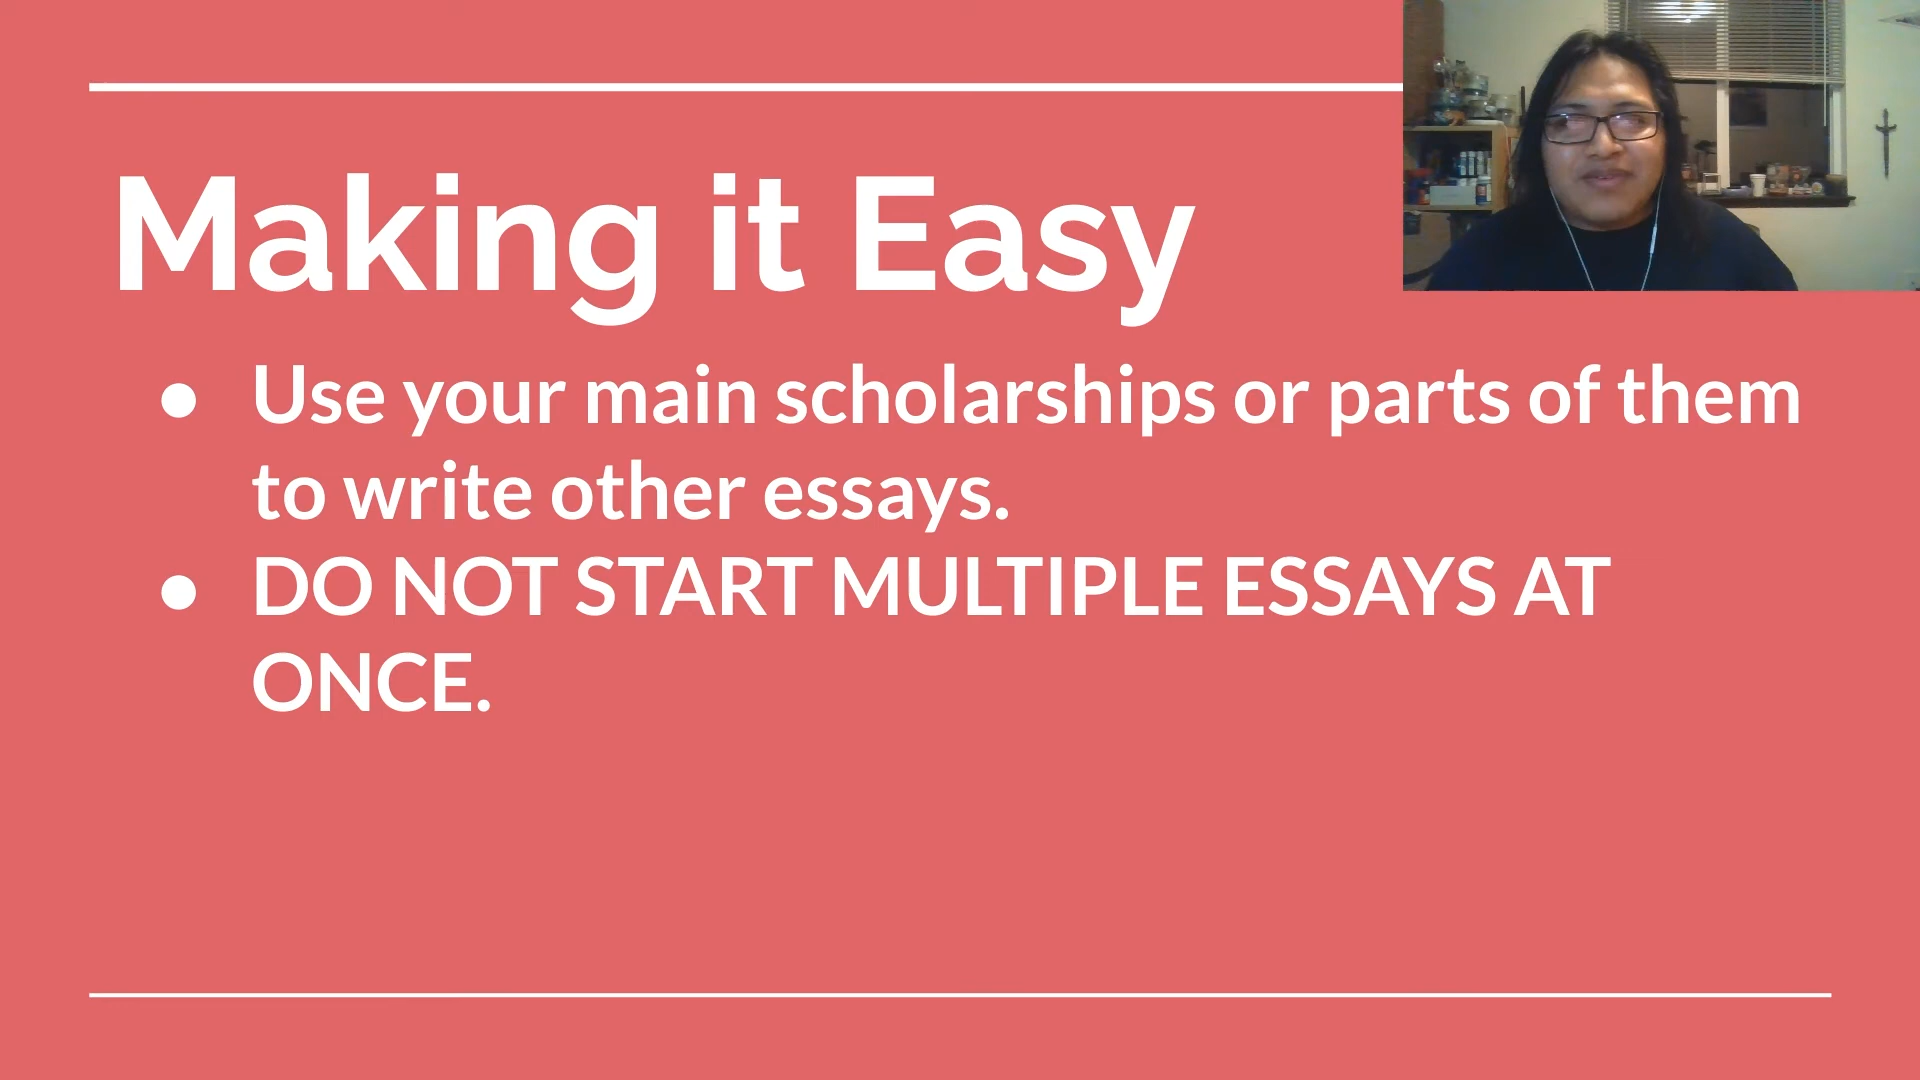 Making it Easy
● Use your main scholarships or parts of them
to write other essays.
● DO NOT START MULTIPLE ESSAYS AT
ONCE.